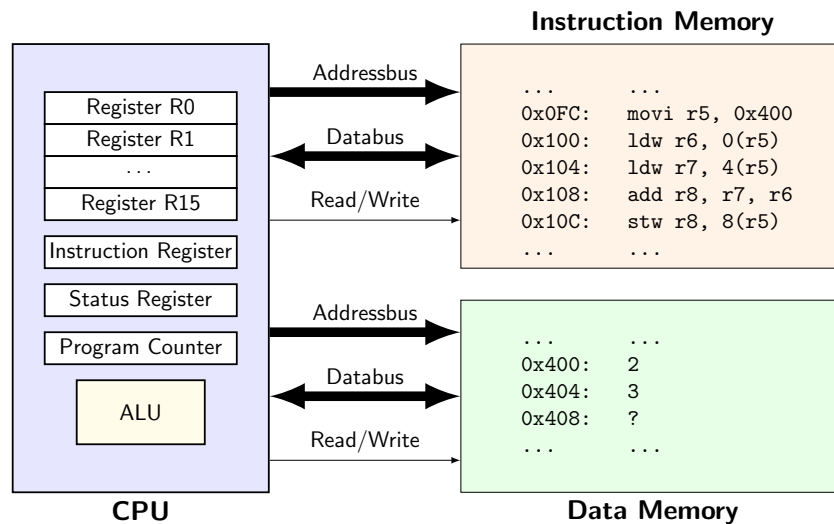 Instruction Memory
Register R0
Register R1
...
Register R15
Instruction Register
Status Register
Program Counter
ALU
CPU
Addressbus
Databus
Read/Write
Addressbus
Databus
Read/Write
... ...
0x0FC: movi r5, 0x400
0x100: ldw r6, 0(r5)
0x104: ldw r7, 4(r5)
0x108: add r8, r7, r6
0x10C: stw r8, 8(r5)
... ...
... ...
0x400: 2
0x404: 3
0x408: ?
... ...
Data Memory